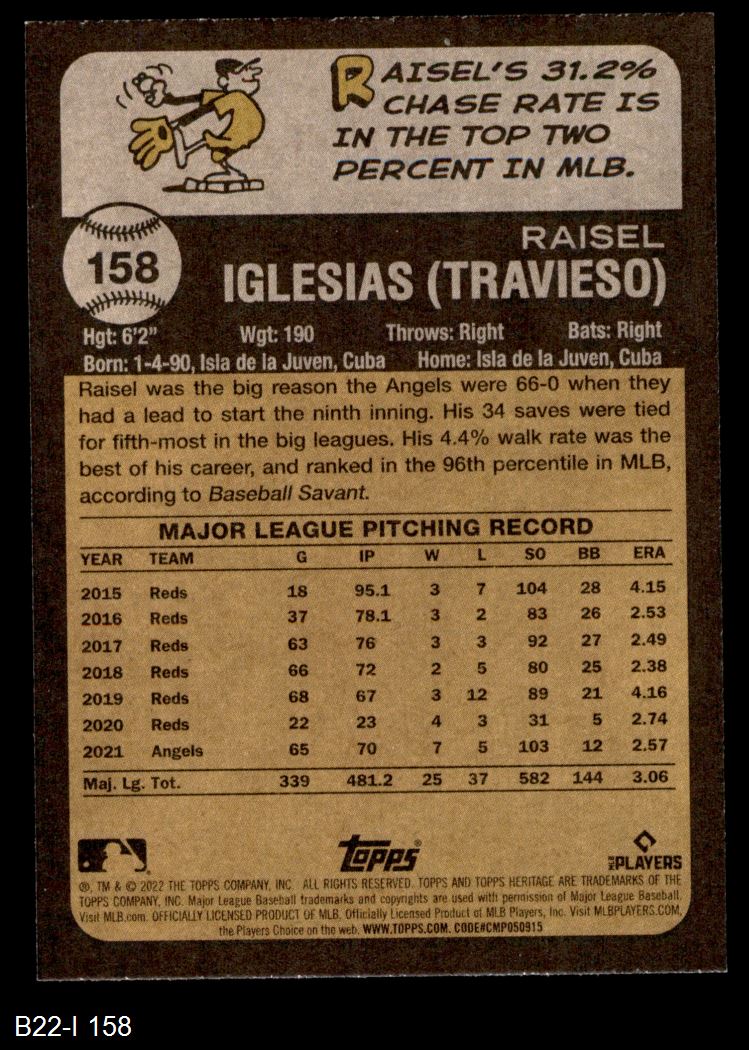 RAISEL'S 31.2%
CHASE RATE IS
IN THE TOP TWO
PERCENT IN MLB.
158
RAISEL
IGLESIAS (TRAVIESO)
Hgt: 6'2" Wgt: 190 Throws: Right Bats: Right
Born: 1-4-90, Isla de la Juven, Cuba Home: Isla de la Juven, Cuba
Raisel was the big reason the Angels were 66-0 when they
had a lead to start the ninth inning. His 34 saves were tied
for fifth-most in the big leagues. His 4.4% walk rate was the
best of his career, and ranked in the 96th percentile in MLB,
according to Baseball Savant.
MAJOR LEAGUE PITCHING RECORD
YEAR TEAM G IP W L SO BB ERA
2015 Reds 18 95.1 3 7 104 28 4.15
2016 Reds 37 78.1 3 2 83 26 2.53
2017 Reds 63 76 3 3 92 27 2.49
2018 Reds 66 72 2 5 80 25 2.38
2019 Reds 68 67 3 12 89 21 4.16
2020 Reds 22 23 4 3 31 5 2.74
2021 Angels 65 70 7 5 103 12 2.57
Maj. Lg. Tot. 339 481.2 25 37 582 144 3.06
Topps®
MLB PLAYERS
®, TM & © 2022 THE TOPPS COMPANY, INC. ALL RIGHTS RESERVED. TOPPS AND TOPPS HERITAGE ARE TRADEMARKS OF THE
TOPPS COMPANY, INC. Major League Baseball trademarks and copyrights are used with permission of Major League Baseball.
Visit MLB.com. OFFICIALLY LICENSED PRODUCT OF MLB. Officially Licensed Product of MLB Players, Inc. Visit MLBPLAYERS.COM,
the Players Choice on the web. WWW.TOPPS.COM. CODE#CMP050915
B22-I 158